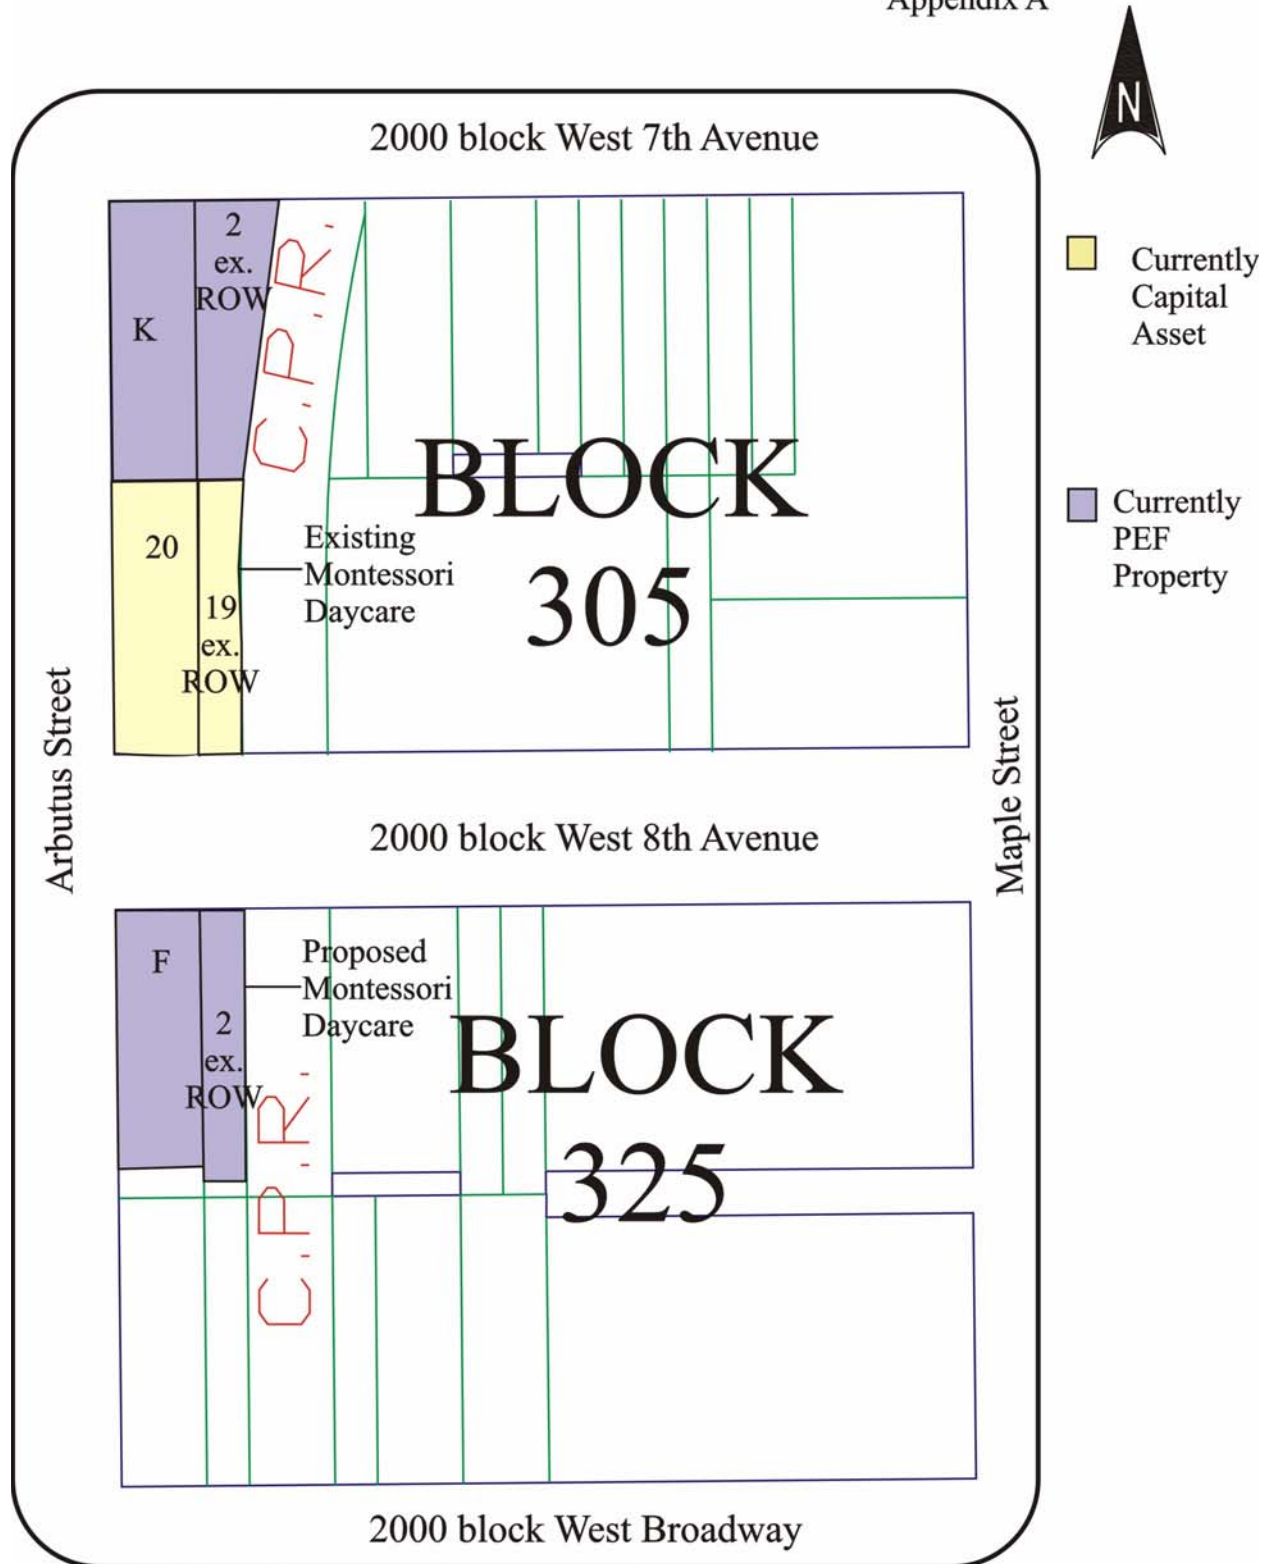 Appendix A
N
2000 block West 7th Avenue
K
2
ex.
ROW
C.P.R.
Currently
Capital
Asset
BLOCK
305
Currently
PEF
Property
20
19
ex.
ROW
Existing
Montessori
Daycare
Arbutus Street
Maple Street
2000 block West 8th Avenue
F
2
ex.
ROW
Proposed
Montessori
Daycare
C.P.R.
BLOCK
325
2000 block West Broadway